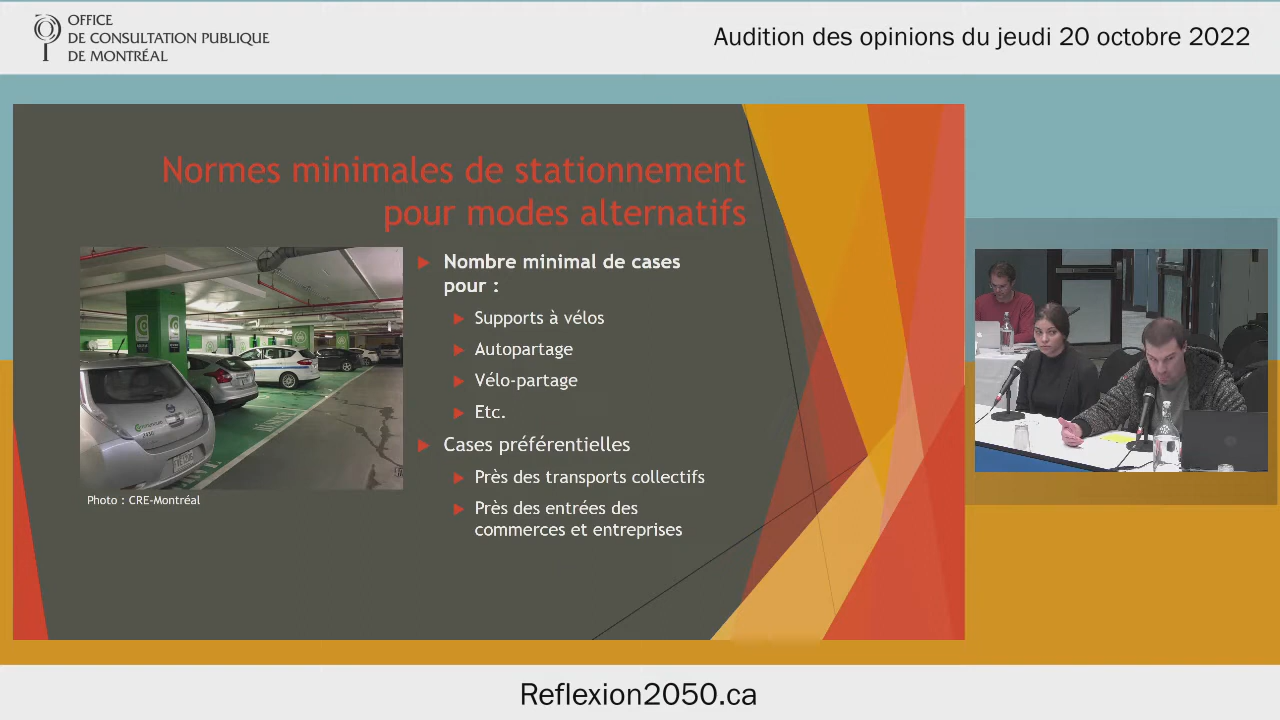 OFFICE
DE CONSULTATION PUBLIQUE
DE MONTRÉAL
Audition des opinions du jeudi 20 octobre 2022
Normes minimales de stationnement
pour modes alternatifs
Nombre minimal de cases
pour :
Supports à vélos
Autopartage
Vélo-partage
Etc.
Cases préférentielles
Près des transports collectifs
Près des entrées des
commerces et entreprises
Photo : CRE-Montréal
Reflexion2050.ca